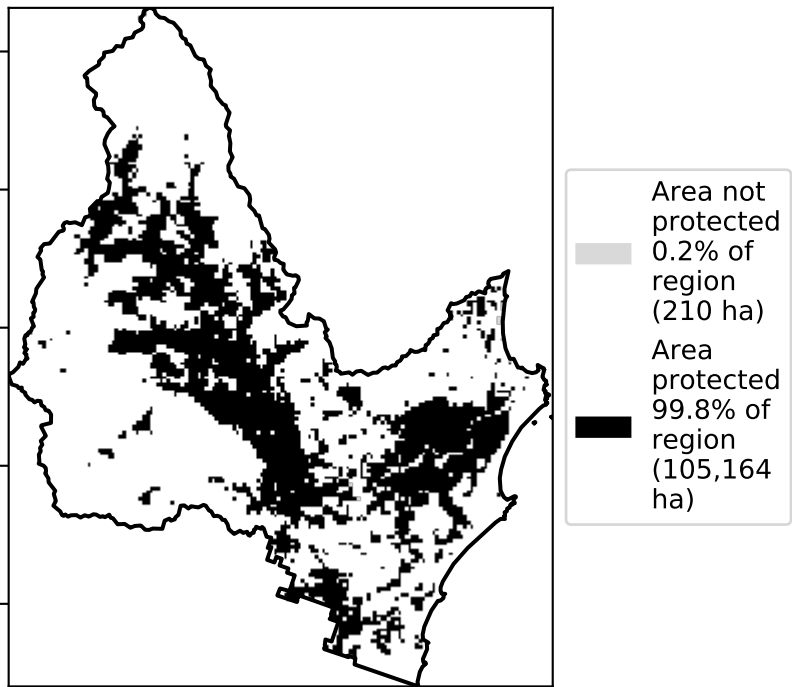 Area not
protected
0.2% of
region
(210 ha)
Area
protected
99.8% of
region
(105,164
ha)